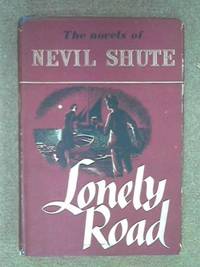 The novels of
NEVIL SHUTE
Lonely
Road